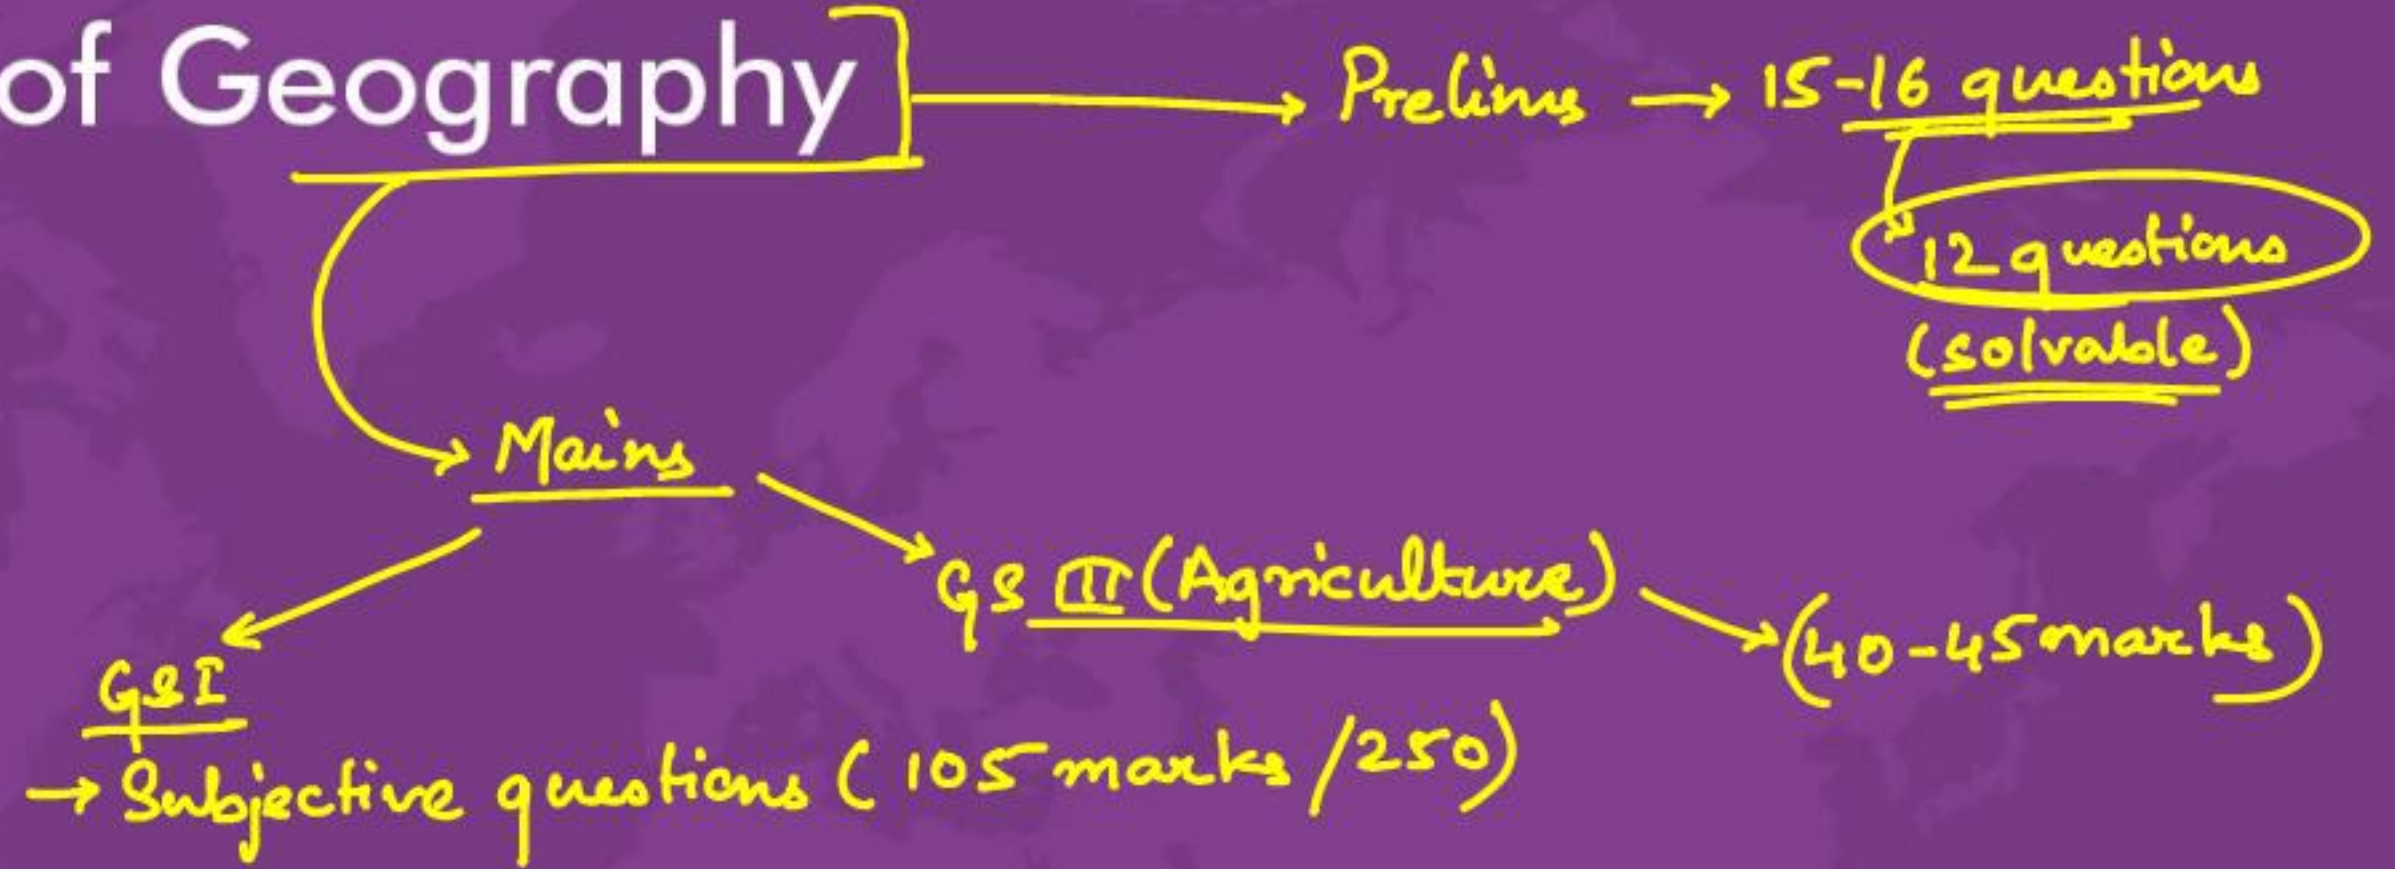 of Geography → Prelims → 15-16 questions
12 questions
(solvable)
Mains
GS III (Agriculture) → (40-45 marks)
GSI
→ Subjective questions (105 marks /250)